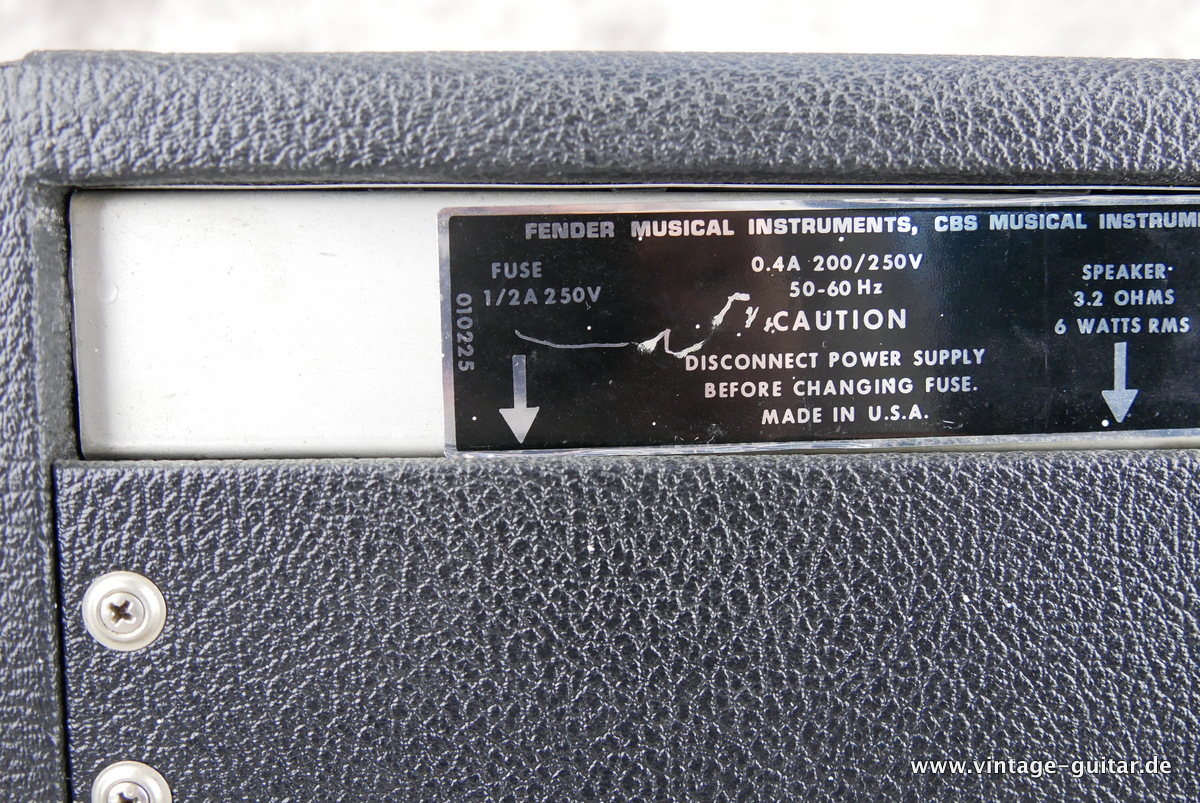 FENDER MUSICAL INSTRUMENTS, CBS MUSICAL INSTRUM
FUSE
1/2A 250V
010225
0.4A 200/250V
50-60 Hz
CAUTION
DISCONNECT POWER SUPPLY
BEFORE CHANGING FUSE.
MADE IN U.S.A.
SPEAKER
3.2 OHMS
6 WATTS RMS
www.vintage-guitar.de